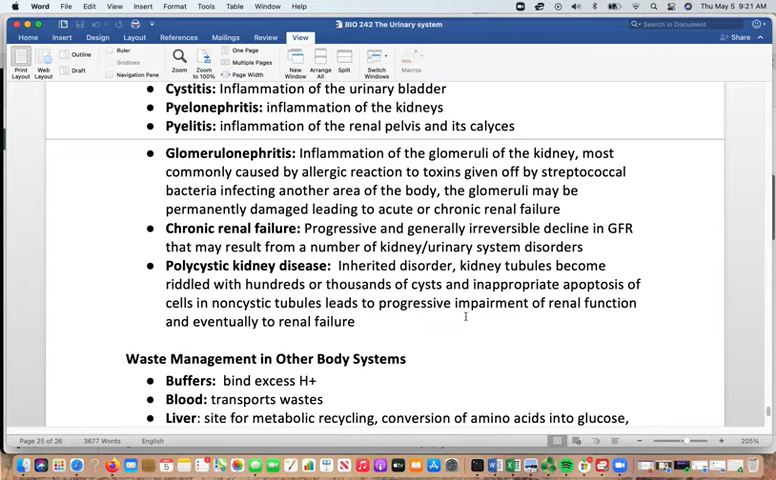 Word File Edit View Insert Format Tools Table Window Help Thu May 5 9:21 AM
BIO 242 The Urinary system
Search in Document
Home Insert Design Layout References Mailings Review View Share
Print Layout Web Layout Outline Draft Ruler Gridlines Navigation Pane Zoom Zoom to 100% One Page Multiple Pages Page Width New Window Arrange All Split Switch Windows Macros
• Cystitis: Inflammation of the urinary bladder
• Pyelonephritis: inflammation of the kidneys
• Pyelitis: inflammation of the renal pelvis and its calyces
• Glomerulonephritis: Inflammation of the glomeruli of the kidney, most
commonly caused by allergic reaction to toxins given off by streptococcal
bacteria infecting another area of the body, the glomeruli may be
permanently damaged leading to acute or chronic renal failure
• Chronic renal failure: Progressive and generally irreversible decline in GFR
that may result from a number of kidney/urinary system disorders
• Polycystic kidney disease: Inherited disorder, kidney tubules become
riddled with hundreds or thousands of cysts and inappropriate apoptosis of
cells in noncystic tubules leads to progressive impairment of renal function
and eventually to renal failure
Waste Management in Other Body Systems
• Buffers: bind excess H+
• Blood: transports wastes
• Liver: site for metabolic recycling, conversion of amino acids into glucose,
Page 25 of 26 3677 Words English 205%